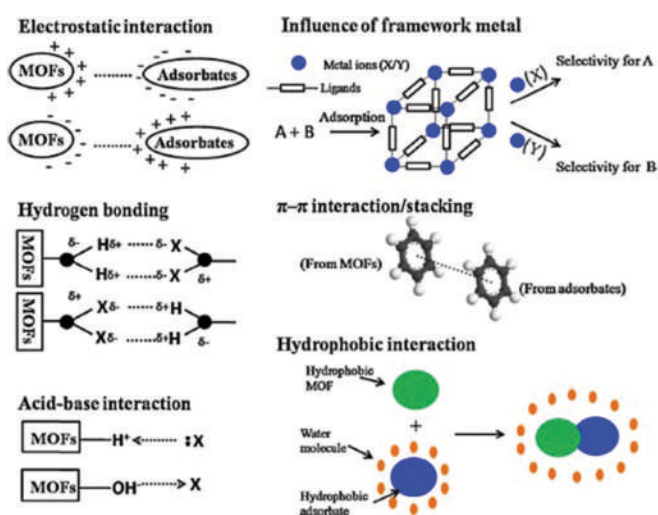 Electrostatic interaction
MOFs
+ + + + + + +
- - - - -
Adsorbates
MOFs
- - - - -
+ + + + + + +
Adsorbates
Hydrogen bonding
MOFs
δ-
Hδ+ δ- X
Hδ+ δ- X
δ+
MOFs
δ+
Xδ- δ+H
Xδ- δ+H
δ-
Acid-base interaction
MOFs H+ :X
MOFs OH X
Influence of framework metal
Metal ions (X/Y)
Ligands
A + B
Adsorption
(X)
Selectivity for A
(Y)
Selectivity for B
π–π interaction/stacking
(From MOFs)
(From adsorbates)
Hydrophobic interaction
Hydrophobic
MOF
+
Water
molecule
Hydrophobic
adsorbate